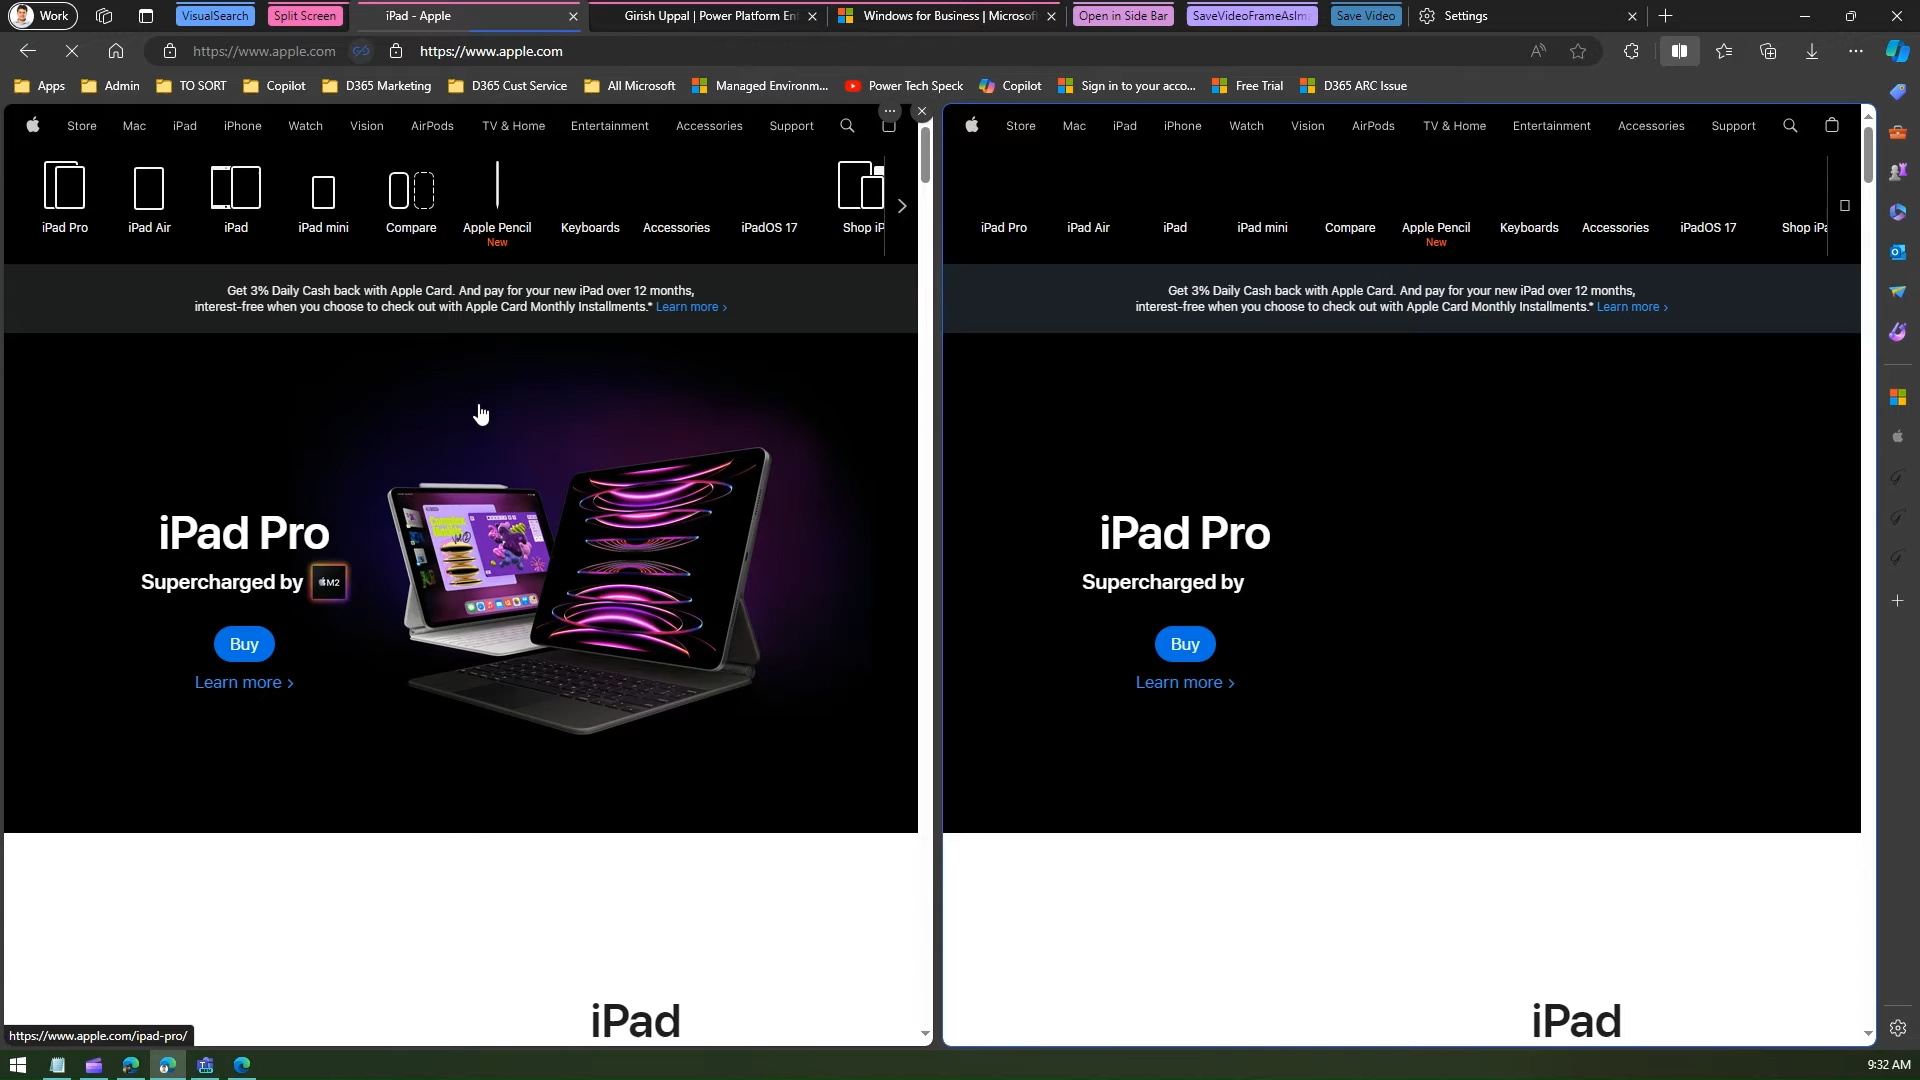 Work
VisualSearch
Split Screen
iPad - Apple
Girish Uppal | Power Platform En
Windows for Business | Microsof
Open in Side Bar
SaveVideoFrameAsIma
Save Video
Settings
https://www.apple.com
https://www.apple.com
Apps
Admin
TO SORT
Copilot
D365 Marketing
D365 Cust Service
All Microsoft
Managed Environm...
Power Tech Speck
Copilot
Sign in to your acco...
Free Trial
D365 ARC Issue
Store Mac iPad iPhone Watch Vision AirPods TV & Home Entertainment Accessories Support
iPad Pro iPad Air iPad iPad mini Compare Apple Pencil Keyboards Accessories iPadOS 17 Shop iP
New
Get 3% Daily Cash back with Apple Card. And pay for your new iPad over 12 months,
interest-free when you choose to check out with Apple Card Monthly Installments.* Learn more >
iPad Pro
Supercharged by M2
Buy
Learn more >
iPad
https://www.apple.com/ipad-pro/
Store Mac iPad iPhone Watch Vision AirPods TV & Home Entertainment Accessories Support
iPad Pro iPad Air iPad iPad mini Compare Apple Pencil Keyboards Accessories iPadOS 17 Shop iPa
New
Get 3% Daily Cash back with Apple Card. And pay for your new iPad over 12 months,
interest-free when you choose to check out with Apple Card Monthly Installments.* Learn more >
iPad Pro
Supercharged by
Buy
Learn more >
iPad
9:32 AM